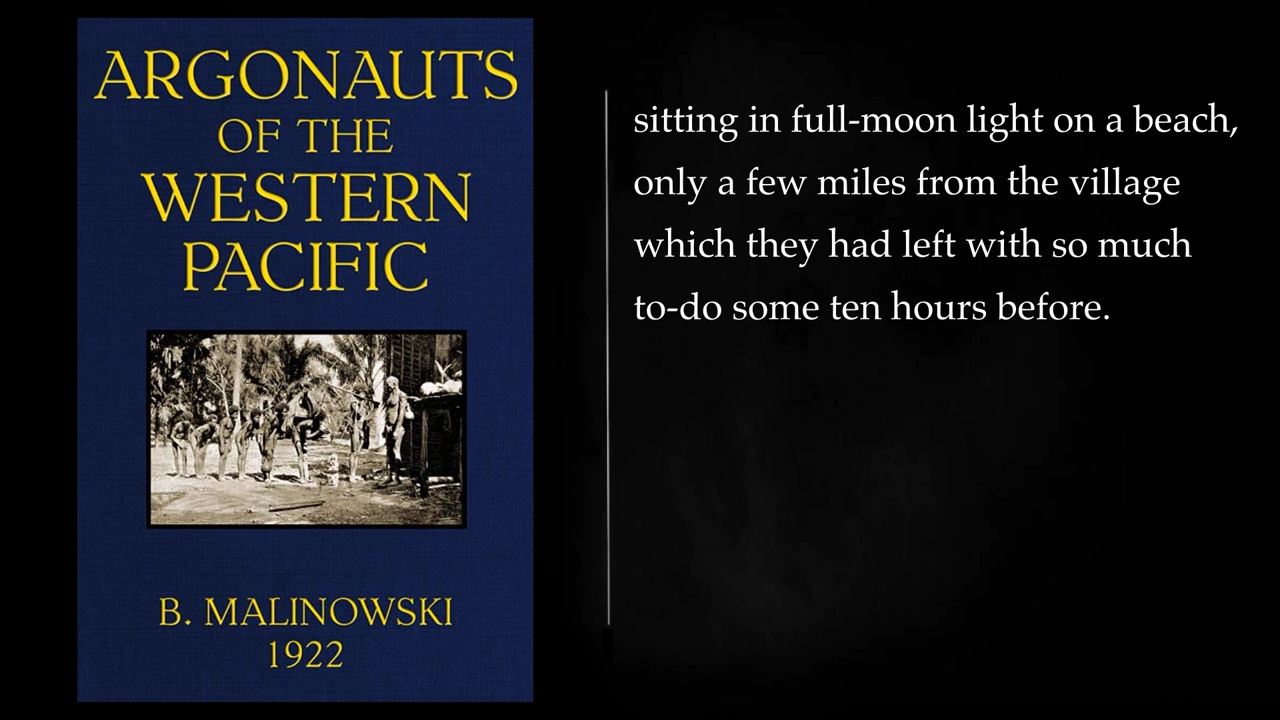 ARGONAUTS
OF THE
WESTERN
PACIFIC
B. MALINOWSKI
1922
sitting in full-moon light on a beach,
only a few miles from the village
which they had left with so much
to-do some ten hours before.